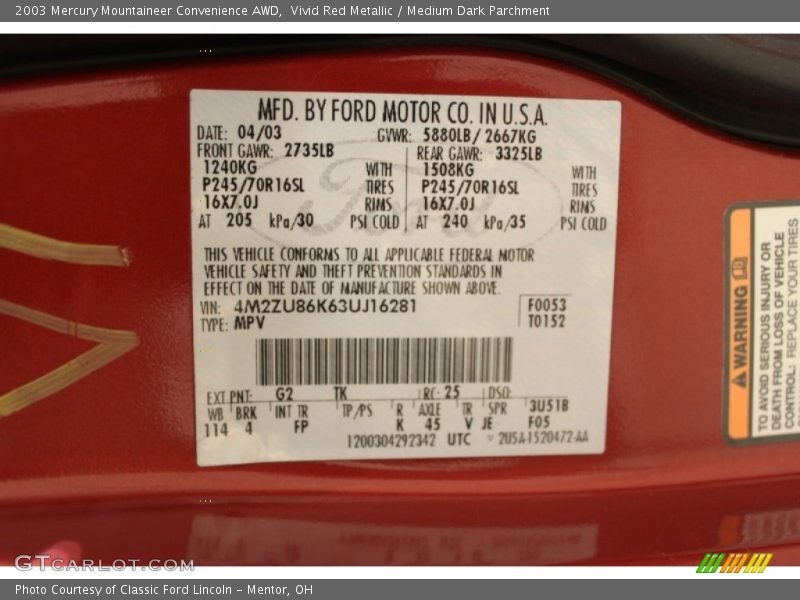 2003 Mercury Mountaineer Convenience AWD,  Vivid Red Metallic / Medium Dark Parchment
MFD. BY FORD MOTOR CO. IN U.S.A.
DATE: 04/03 GVWR: 5880LB/ 2667KG
FRONT GAWR: 2735LB REAR GAWR: 3325LB
1240KG WITH 1508KG WITH
P245/70R16SL TIRES P245/70R16SL TIRES
16X7.0J RIMS 16X7.0J RIMS
AT 205 kPa/30 PSI COLD AT 240 kPa/35 PSI COLD
THIS VEHICLE CONFORMS TO ALL APPLICABLE FEDERAL MOTOR
VEHICLE SAFETY AND THEFT PREVENTION STANDARDS IN
EFFECT ON THE DATE OF MANUFACTURE SHOWN ABOVE.
VIN: 4M2ZU86K63UJ16281 F0053
TYPE: MPV T0152
EXT PNT: G2 TK RC: 25 DSO:
WB BRK INT TR TP/PS R AXLE TR SPR 3U51B
114 4 FP K 45 V JE F05
1200304292342 UTC 2U5A-1520472-AA
WARNING
TO AVOID SERIOUS INJURY OR
DEATH FROM LOSS OF VEHICLE
CONTROL: REPLACE YOUR TIRES
GTCARLOT.COM
Photo Courtesy of Classic Ford Lincoln - Mentor, OH